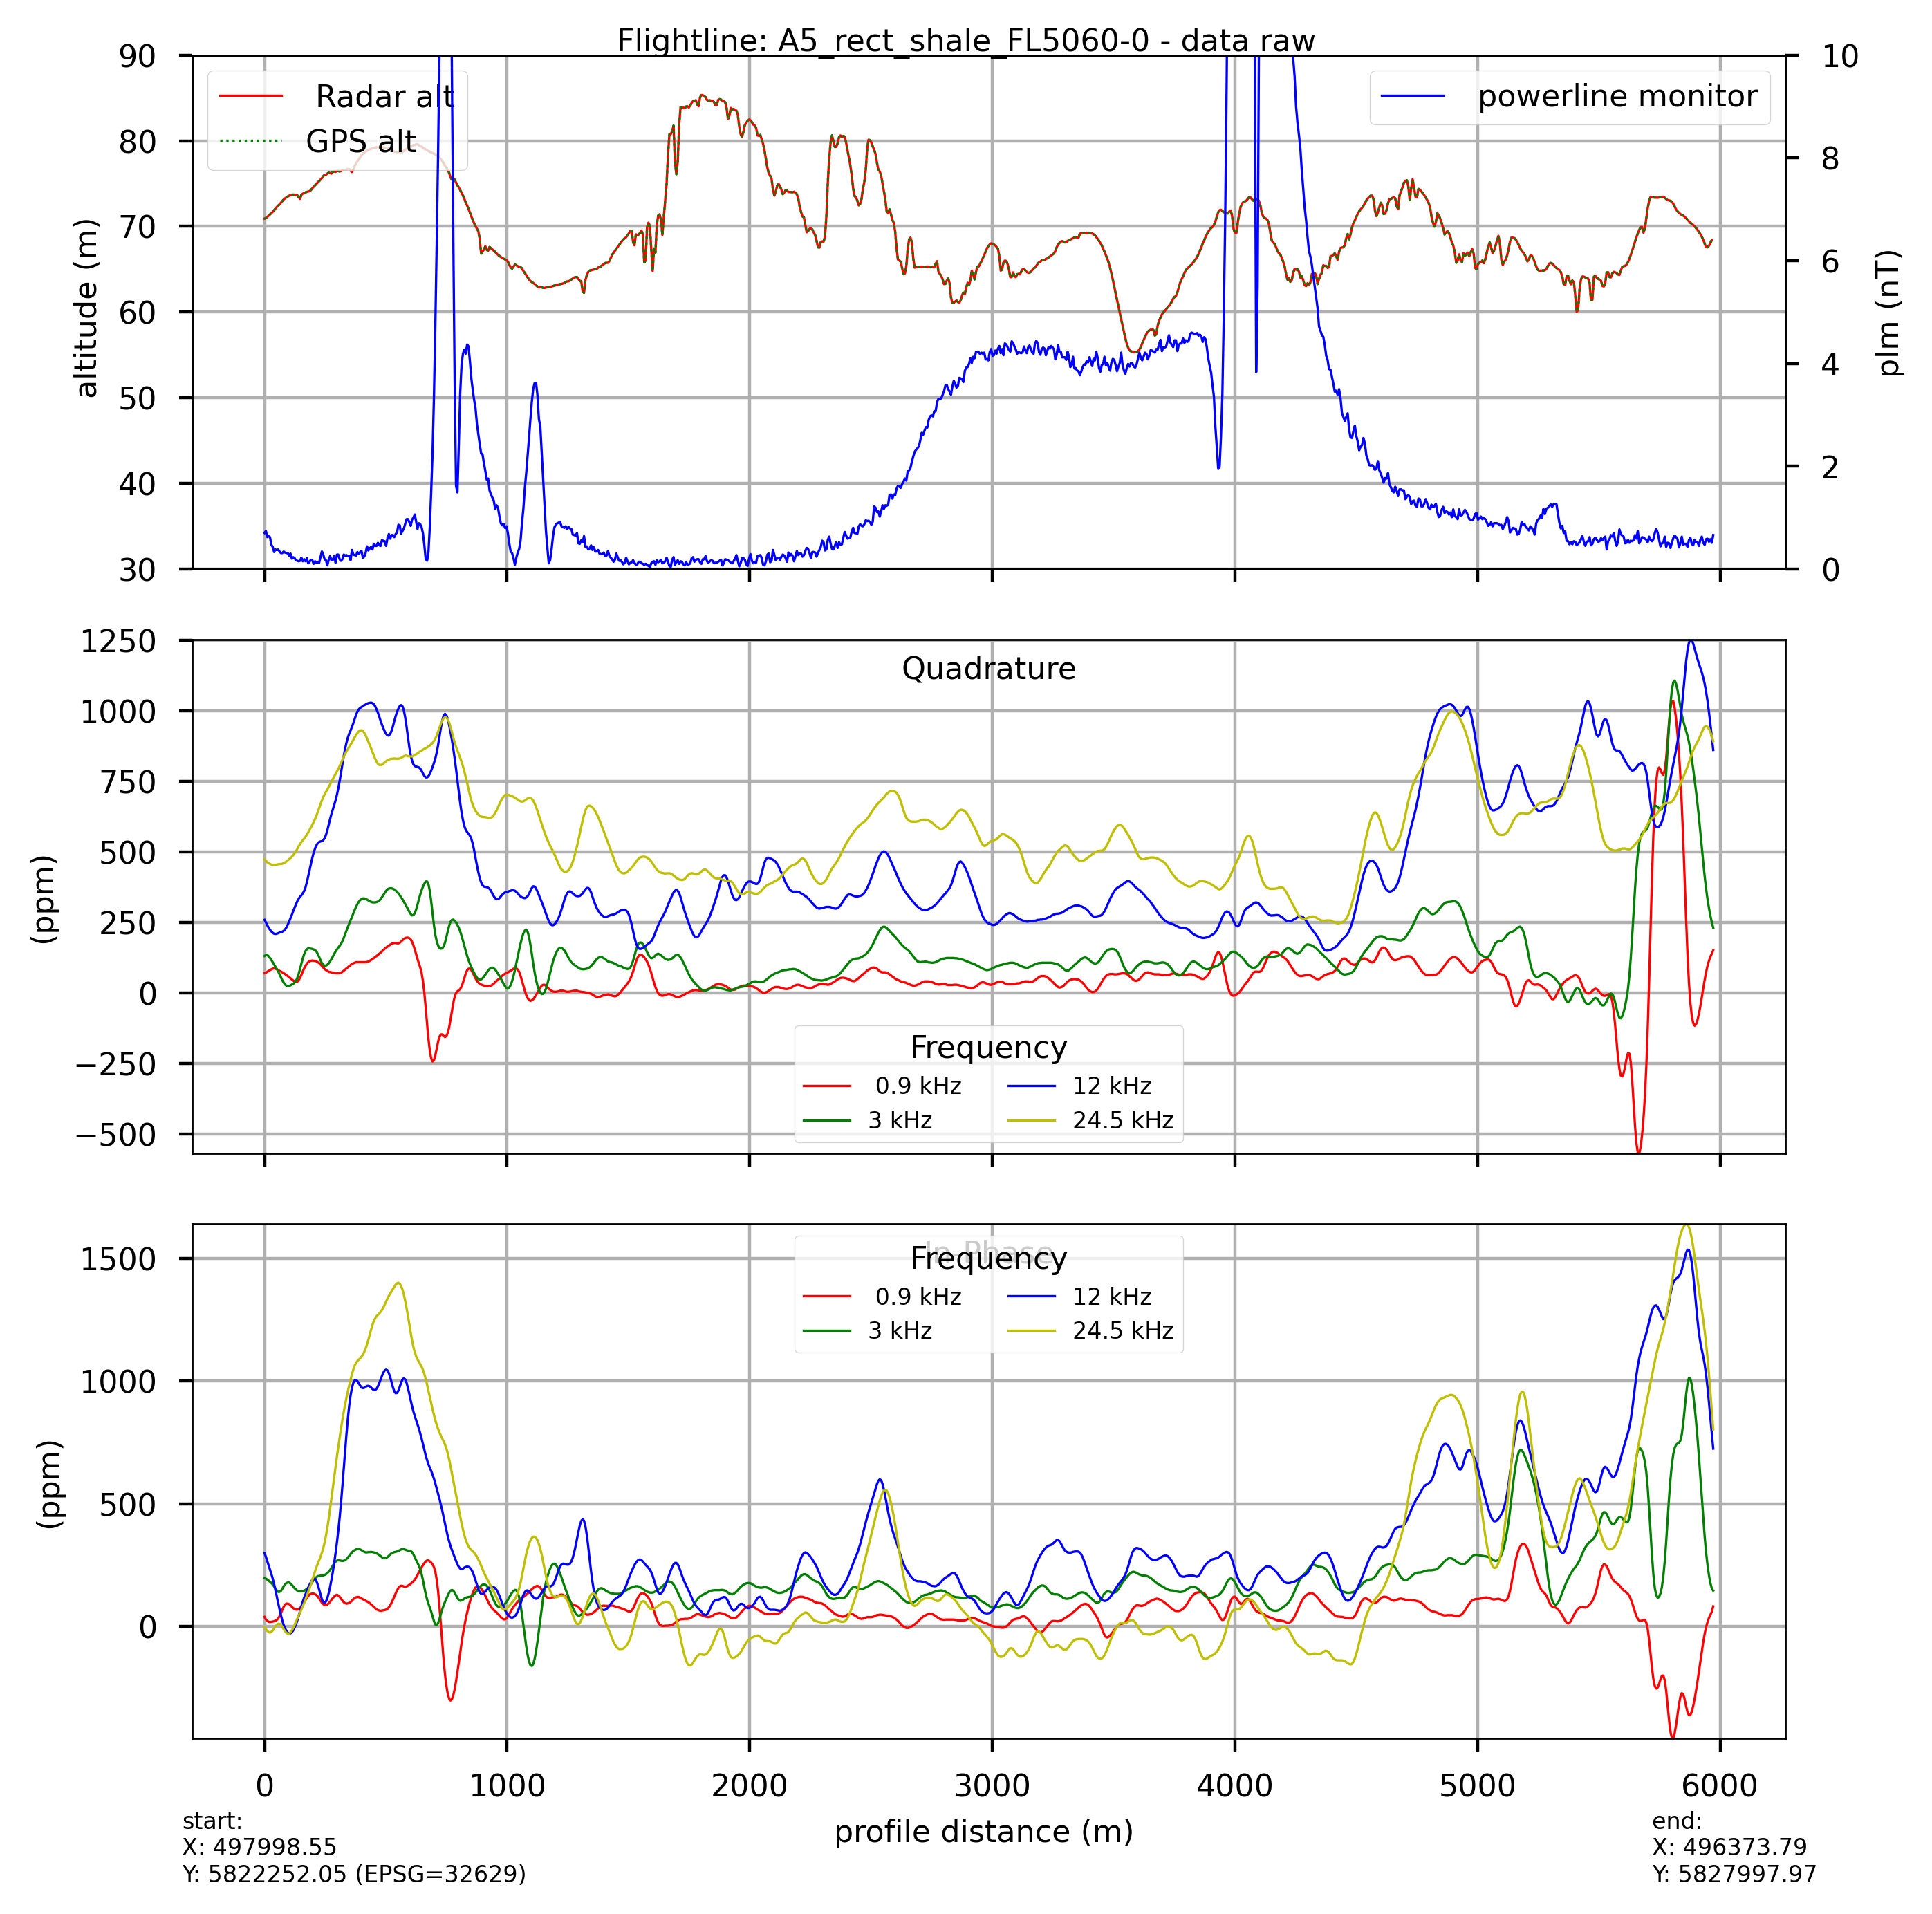 Flightline: A5_rect_shale_FL5060-0 - data raw
90
80
70
60
50
40
30
altitude (m)
Radar alt
GPS alt
powerline monitor
10
8
6
4
2
0
plm (nT)
1250
1000
750
500
250
0
−250
−500
(ppm)
Quadrature
Frequency
0.9 kHz 12 kHz
3 kHz 24.5 kHz
1500
1000
500
0
(ppm)
In-Phase
Frequency
0.9 kHz 12 kHz
3 kHz 24.5 kHz
0 1000 2000 3000 4000 5000 6000
profile distance (m)
start:
X: 497998.55
Y: 5822252.05 (EPSG=32629)
end:
X: 496373.79
Y: 5827997.97